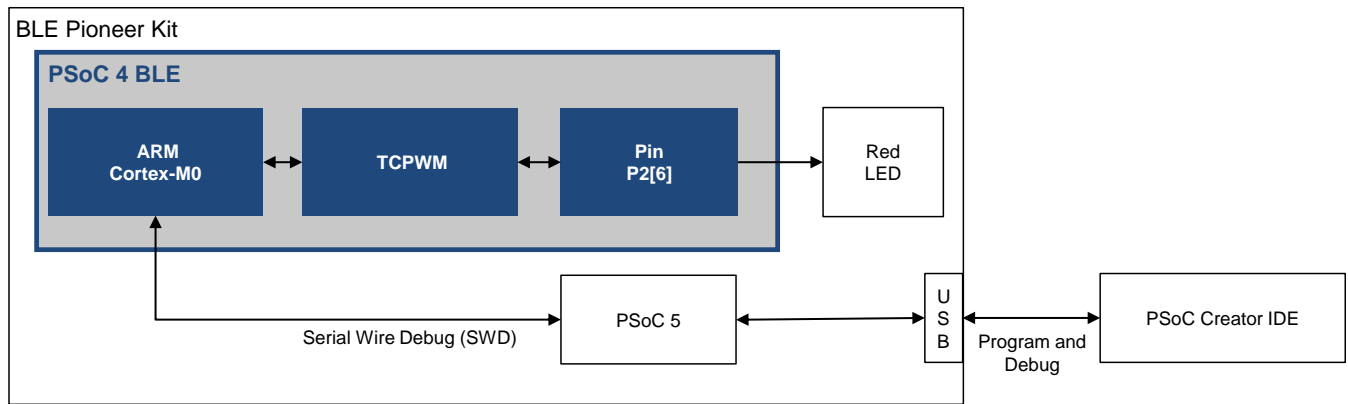 BLE Pioneer Kit
PSoC 4 BLE
ARM
Cortex-M0
TCPWM
Pin
P2[6]
Red
LED
PSoC 5
U
S
B
PSoC Creator IDE
Serial Wire Debug (SWD)
Program and
Debug